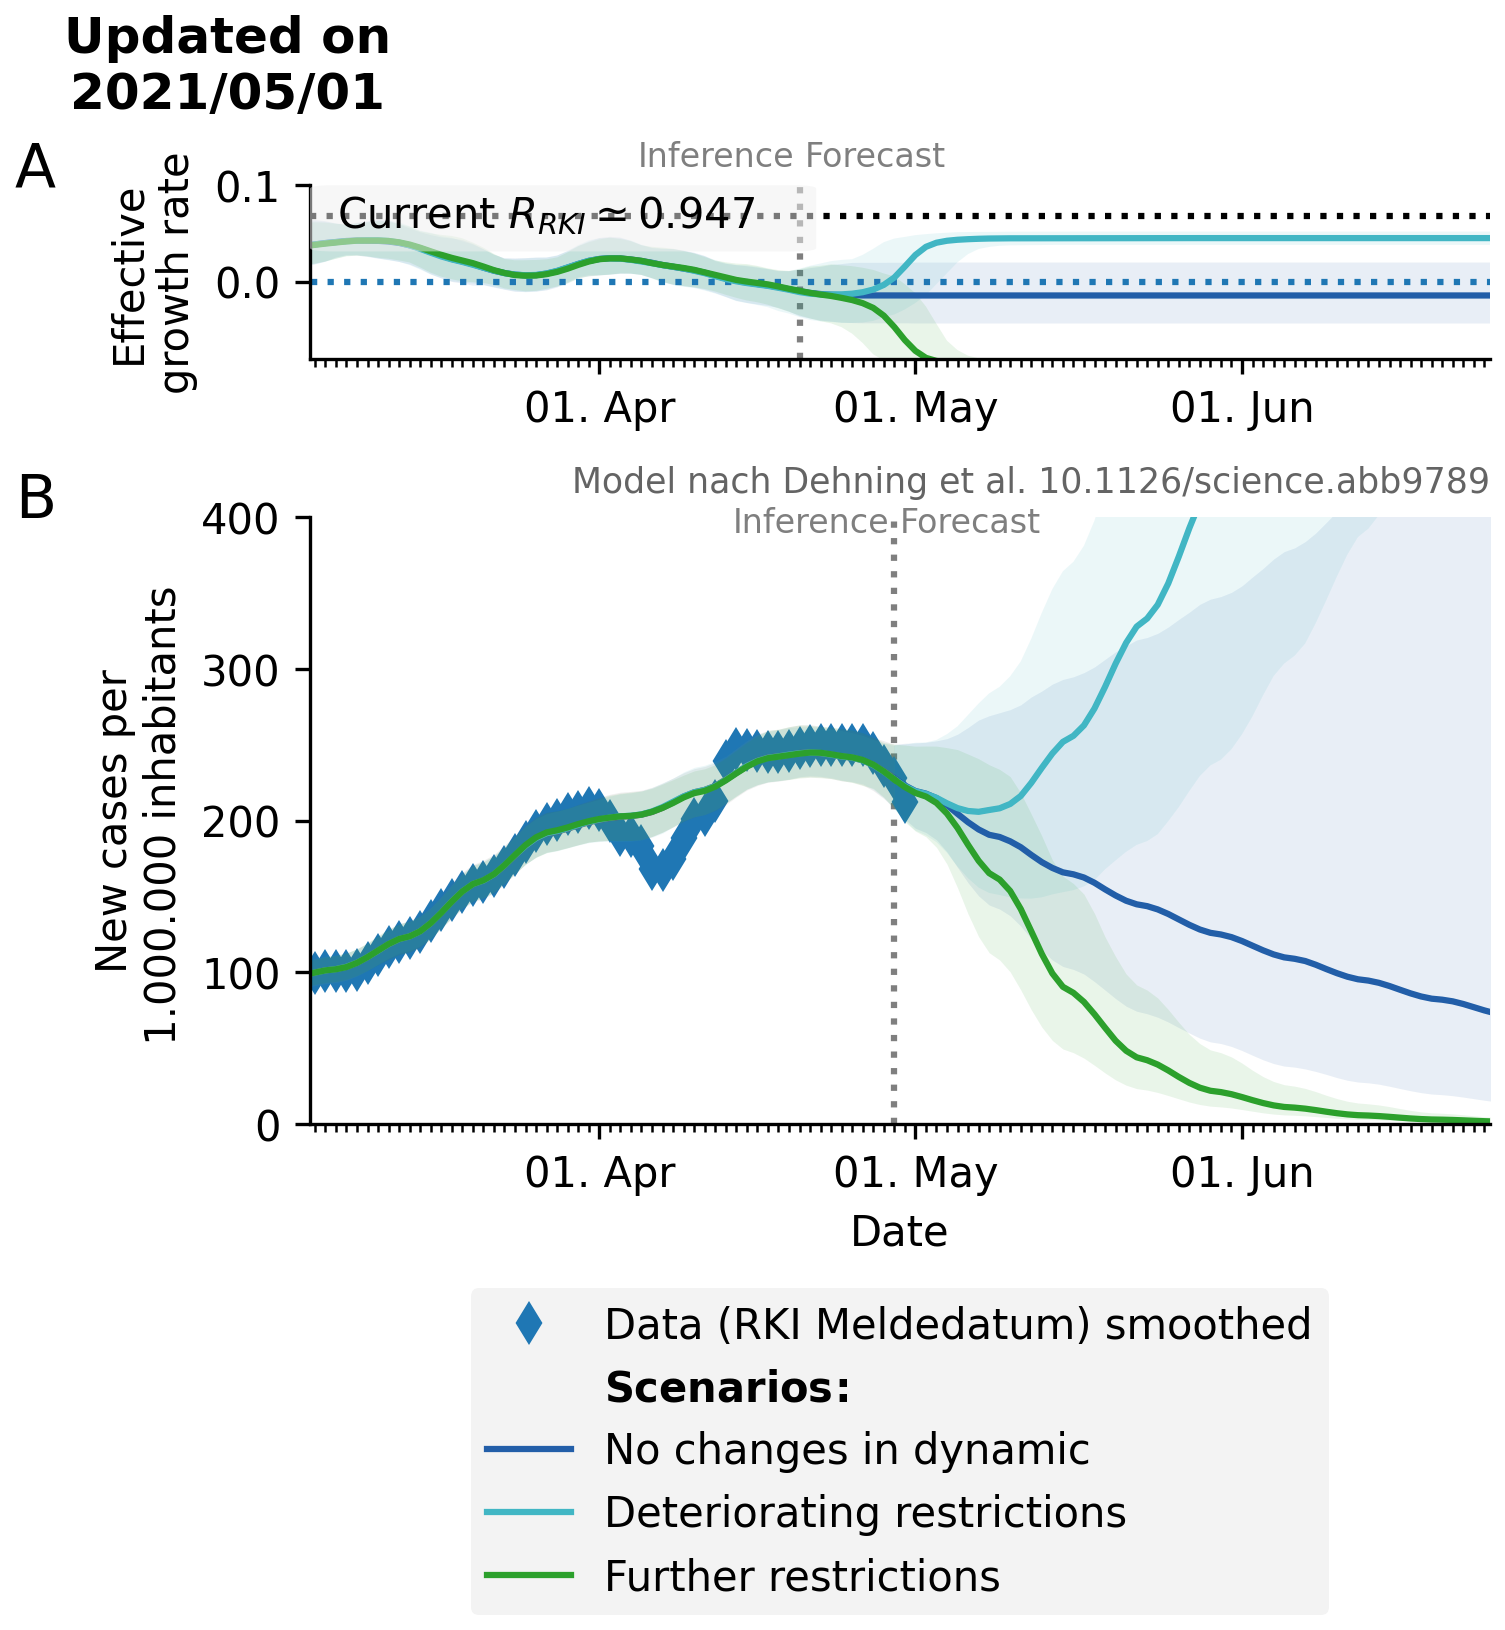 Updated on
2021/05/01
A
Inference Forecast
Effective
growth rate
0.1
0.0
Current R_RKI ≃ 0.947
01. Apr
01. May
01. Jun
B
Model nach Dehning et al. 10.1126/science.abb9789
Inference Forecast
New cases per
1.000.000 inhabitants
400
300
200
100
0
01. Apr
01. May
01. Jun
Date
Data (RKI Meldedatum) smoothed
Scenarios:
No changes in dynamic
Deteriorating restrictions
Further restrictions